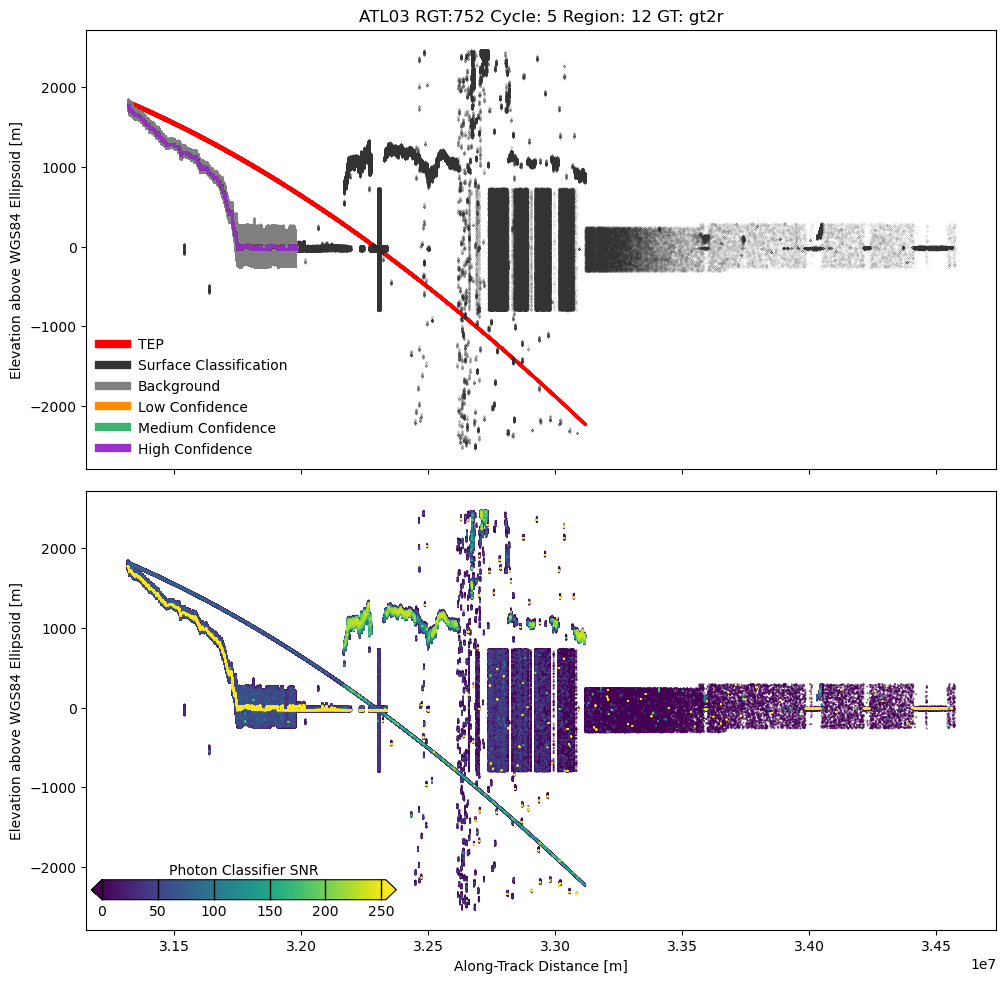 ATL03 RGT:752 Cycle: 5 Region: 12 GT: gt2r
Elevation above WGS84 Ellipsoid [m]
2000
1000
0
−1000
−2000
TEP
Surface Classification
Background
Low Confidence
Medium Confidence
High Confidence
Elevation above WGS84 Ellipsoid [m]
2000
1000
0
−1000
−2000
Photon Classifier SNR
0 50 100 150 200 250
3.15 3.20 3.25 3.30 3.35 3.40 3.45
1e7
Along-Track Distance [m]